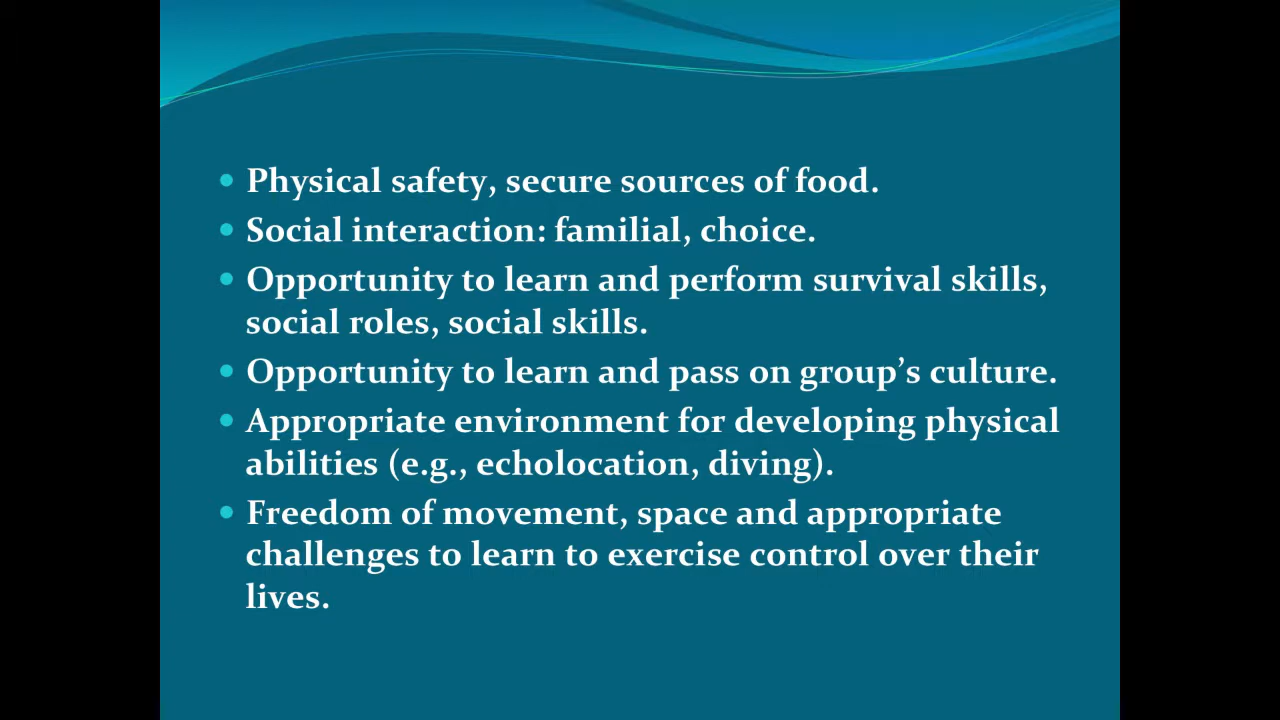 • Physical safety, secure sources of food.
• Social interaction: familial, choice.
• Opportunity to learn and perform survival skills,
social roles, social skills.
• Opportunity to learn and pass on group’s culture.
• Appropriate environment for developing physical
abilities (e.g., echolocation, diving).
• Freedom of movement, space and appropriate
challenges to learn to exercise control over their
lives.